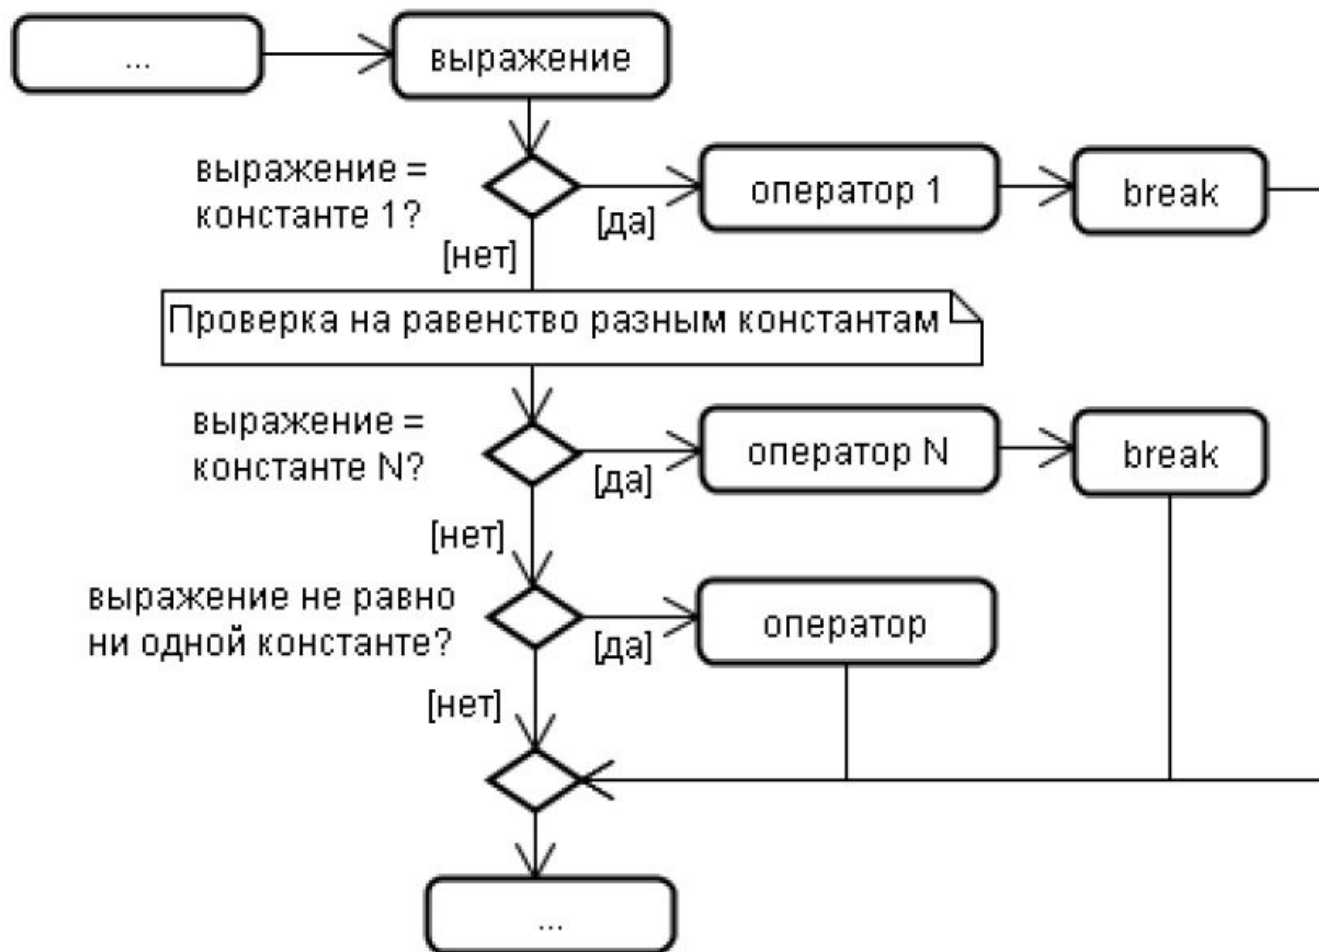 ...
выражение
выражение =
константе 1?
оператор 1
break
[да]
[нет]
Проверка на равенство разным константам
выражение =
константе N?
оператор N
break
[да]
[нет]
выражение не равно
ни одной константе?
оператор
[да]
[нет]
...